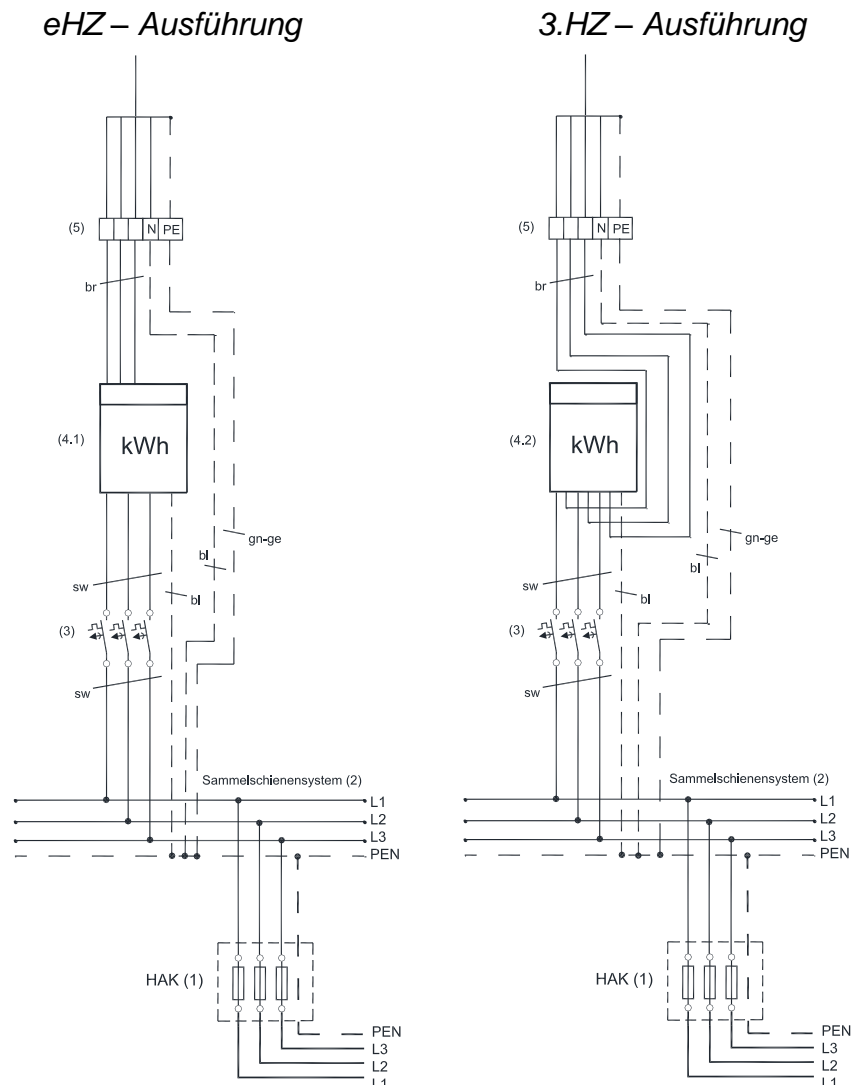 eHZ – Ausführung
(5)
N PE
br
(4.1)
kWh
gn-ge
bl
sw
bl
(3)
sw
Sammelschienensystem (2)
L1
L2
L3
PEN
HAK (1)
PEN
L3
L2
L1
3.HZ – Ausführung
(5)
N PE
br
(4.2)
kWh
gn-ge
bl
sw
bl
(3)
sw
Sammelschienensystem (2)
L1
L2
L3
PEN
HAK (1)
PEN
L3
L2
L1